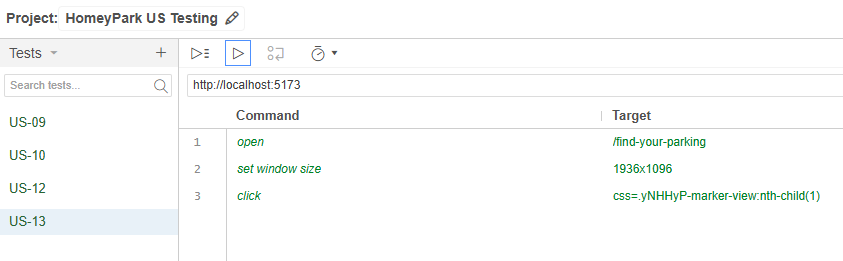 Project: HomeyPark US Testing
Tests
Search tests...
http://localhost:5173
Command Target
1 open /find-your-parking
2 set window size 1936x1096
3 click css=.yNHHyP-marker-view:nth-child(1)
US-09
US-10
US-12
US-13